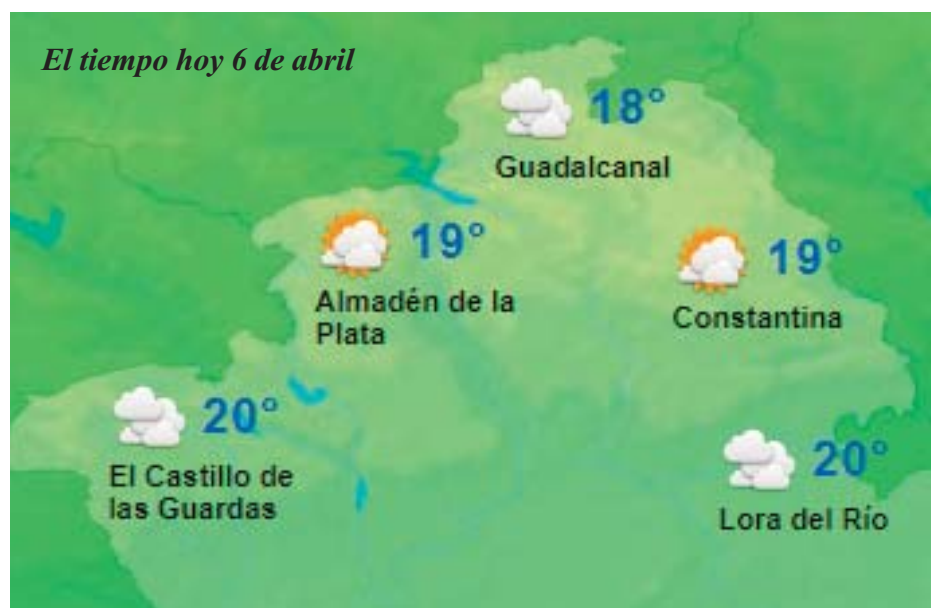 El tiempo hoy 6 de abril
18°
Guadalcanal
19°
Almadén de la
Plata
19°
Constantina
20°
El Castillo de
las Guardas
20°
Lora del Río